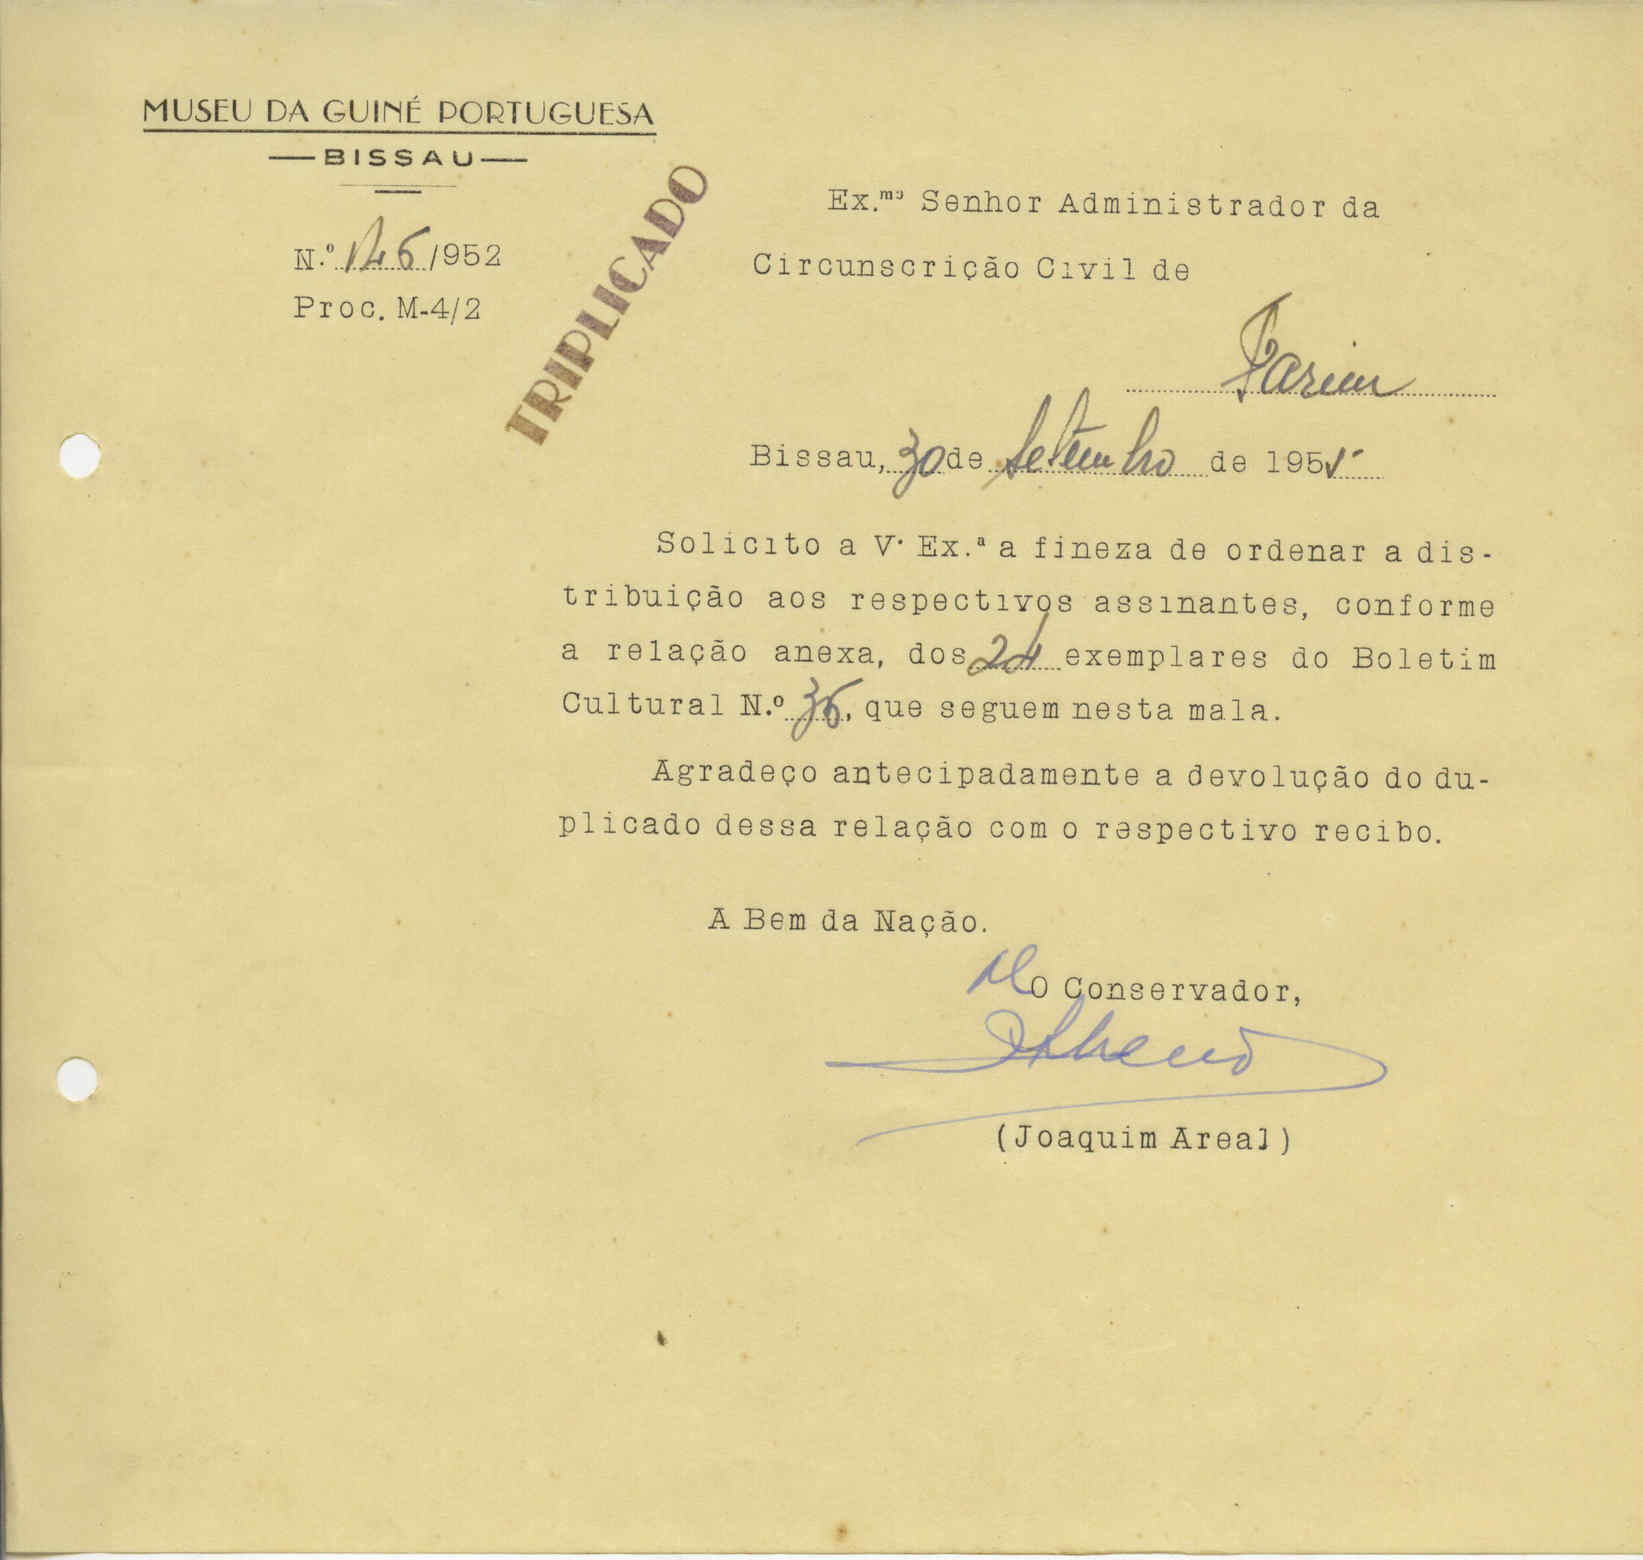 MUSEU DA GUINÉ PORTUGUESA
BISSAU
N.º 146/952
Proc. M-4/2
TRIPLICADO
Ex.mo Senhor Administrador da
Circunscrição Civil de
Farim
Bissau, 30 de Setembro de 195
Solicito a V. Ex.ª a fineza de ordenar a dis-
tribuição aos respectivos assinantes, conforme
a relação anexa, dos 24 exemplares do Boletim
Cultural N.º 36, que seguem nesta mala.
Agradeço antecipadamente a devolução do du-
plicado dessa relação com o respectivo recibo.
A Bem da Nação.
O Conservador,
(Joaquim Areal)